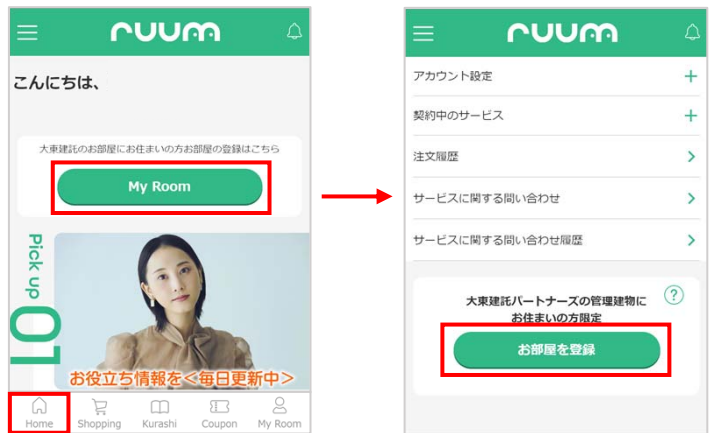 ruum
こんにちは、
大東建託のお部屋にお住まいの方お部屋の登録はこちら
My Room
Pick up
01
お役立ち情報を<毎日更新中>
Home
Shopping
Kurashi
Coupon
My Room
ruum
アカウント設定
契約中のサービス
注文履歴
サービスに関する問い合わせ
サービスに関する問い合わせ履歴
大東建託パートナーズの管理建物に
お住まいの方限定
?
お部屋を登録